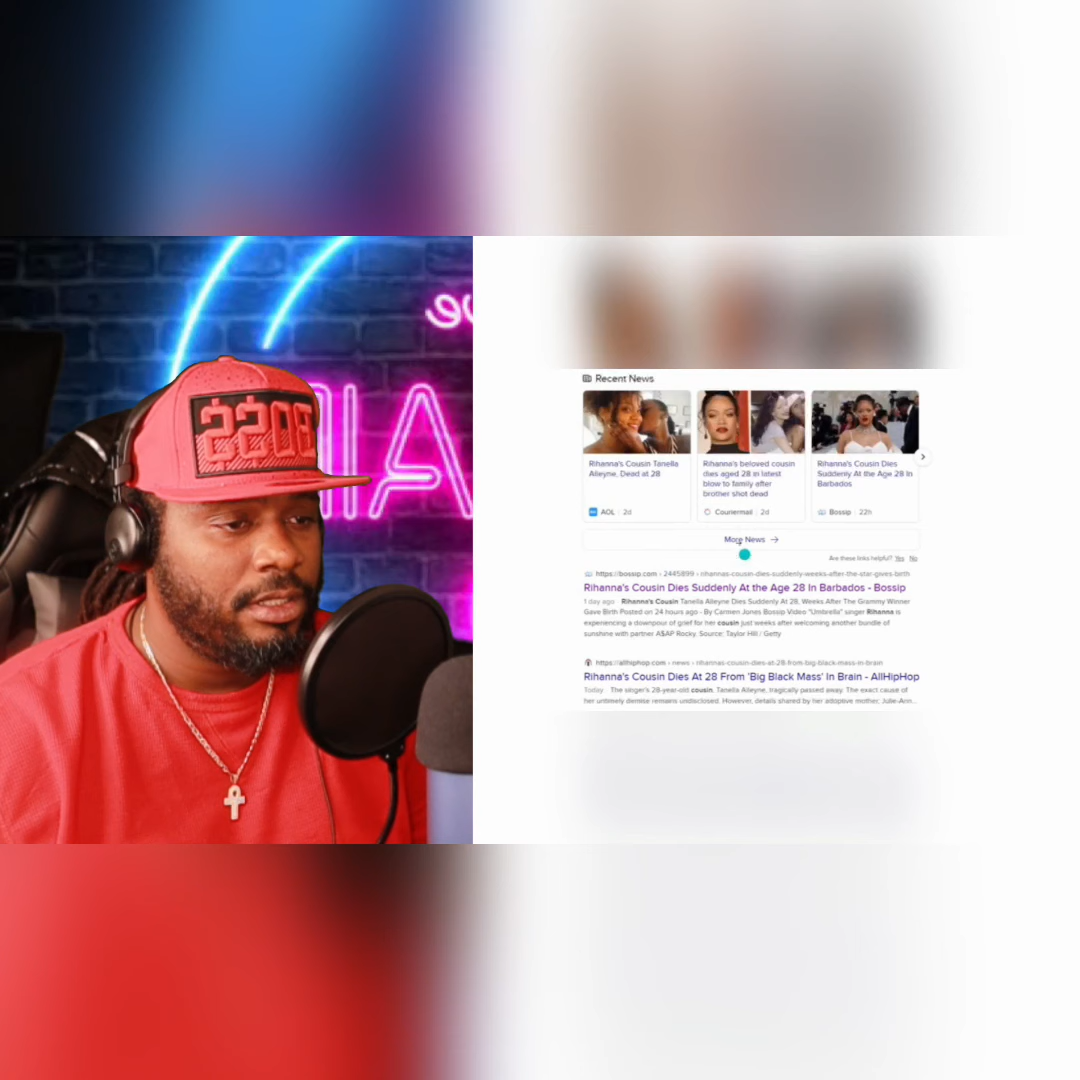 Recent News
Rihanna's Cousin Tanella
Alleyne, Dead at 28
AOL | 2d
Rihanna's beloved cousin
dies aged 28 in latest
blow to family after
brother shot dead
Couriermail | 2d
Rihanna's Cousin Dies
Suddenly At the Age 28 In
Barbados
Bossip | 22h
More News →
Are these links helpful? Yes No
https://bossip.com › 2445899 › rihannas-cousin-dies-suddenly-weeks-after-the-star-gives-birth
Rihanna's Cousin Dies Suddenly At the Age 28 In Barbados - Bossip
1 day ago Rihanna's Cousin Tanella Alleyne Dies Suddenly At 28, Weeks After The Grammy Winner
Gave Birth Posted on 24 hours ago - By Carmen Jones Bossip Video "Umbrella" singer Rihanna is
experiencing a downpour of grief for her cousin just weeks after welcoming another bundle of
sunshine with partner A$AP Rocky. Source: Taylor Hill / Getty
https://allhiphop.com › news › rihannas-cousin-dies-at-28-from-big-black-mass-in-brain
Rihanna's Cousin Dies At 28 From 'Big Black Mass' In Brain - AllHipHop
Today The singer's 28-year-old cousin, Tanella Alleyne, tragically passed away. The exact cause of
her untimely demise remains undisclosed. However, details shared by her adoptive mother, Julie-Ann...